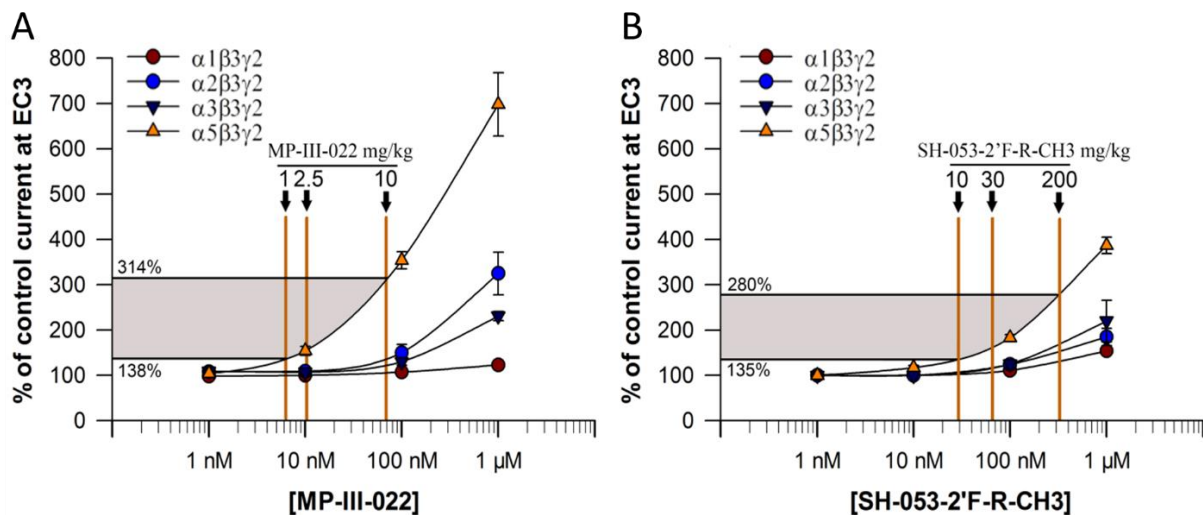 A
% of control current at EC3
800
700
600
500
400
300
200
100
0
α1β3γ2
α2β3γ2
α3β3γ2
α5β3γ2
MP-III-022 mg/kg
1 2.5 10
314%
138%
1 nM 10 nM 100 nM 1 µM
[MP-III-022]
B
% of control current at EC3
800
700
600
500
400
300
200
100
0
α1β3γ2
α2β3γ2
α3β3γ2
α5β3γ2
SH-053-2'F-R-CH3 mg/kg
10 30 200
280%
135%
1 nM 10 nM 100 nM 1 µM
[SH-053-2'F-R-CH3]